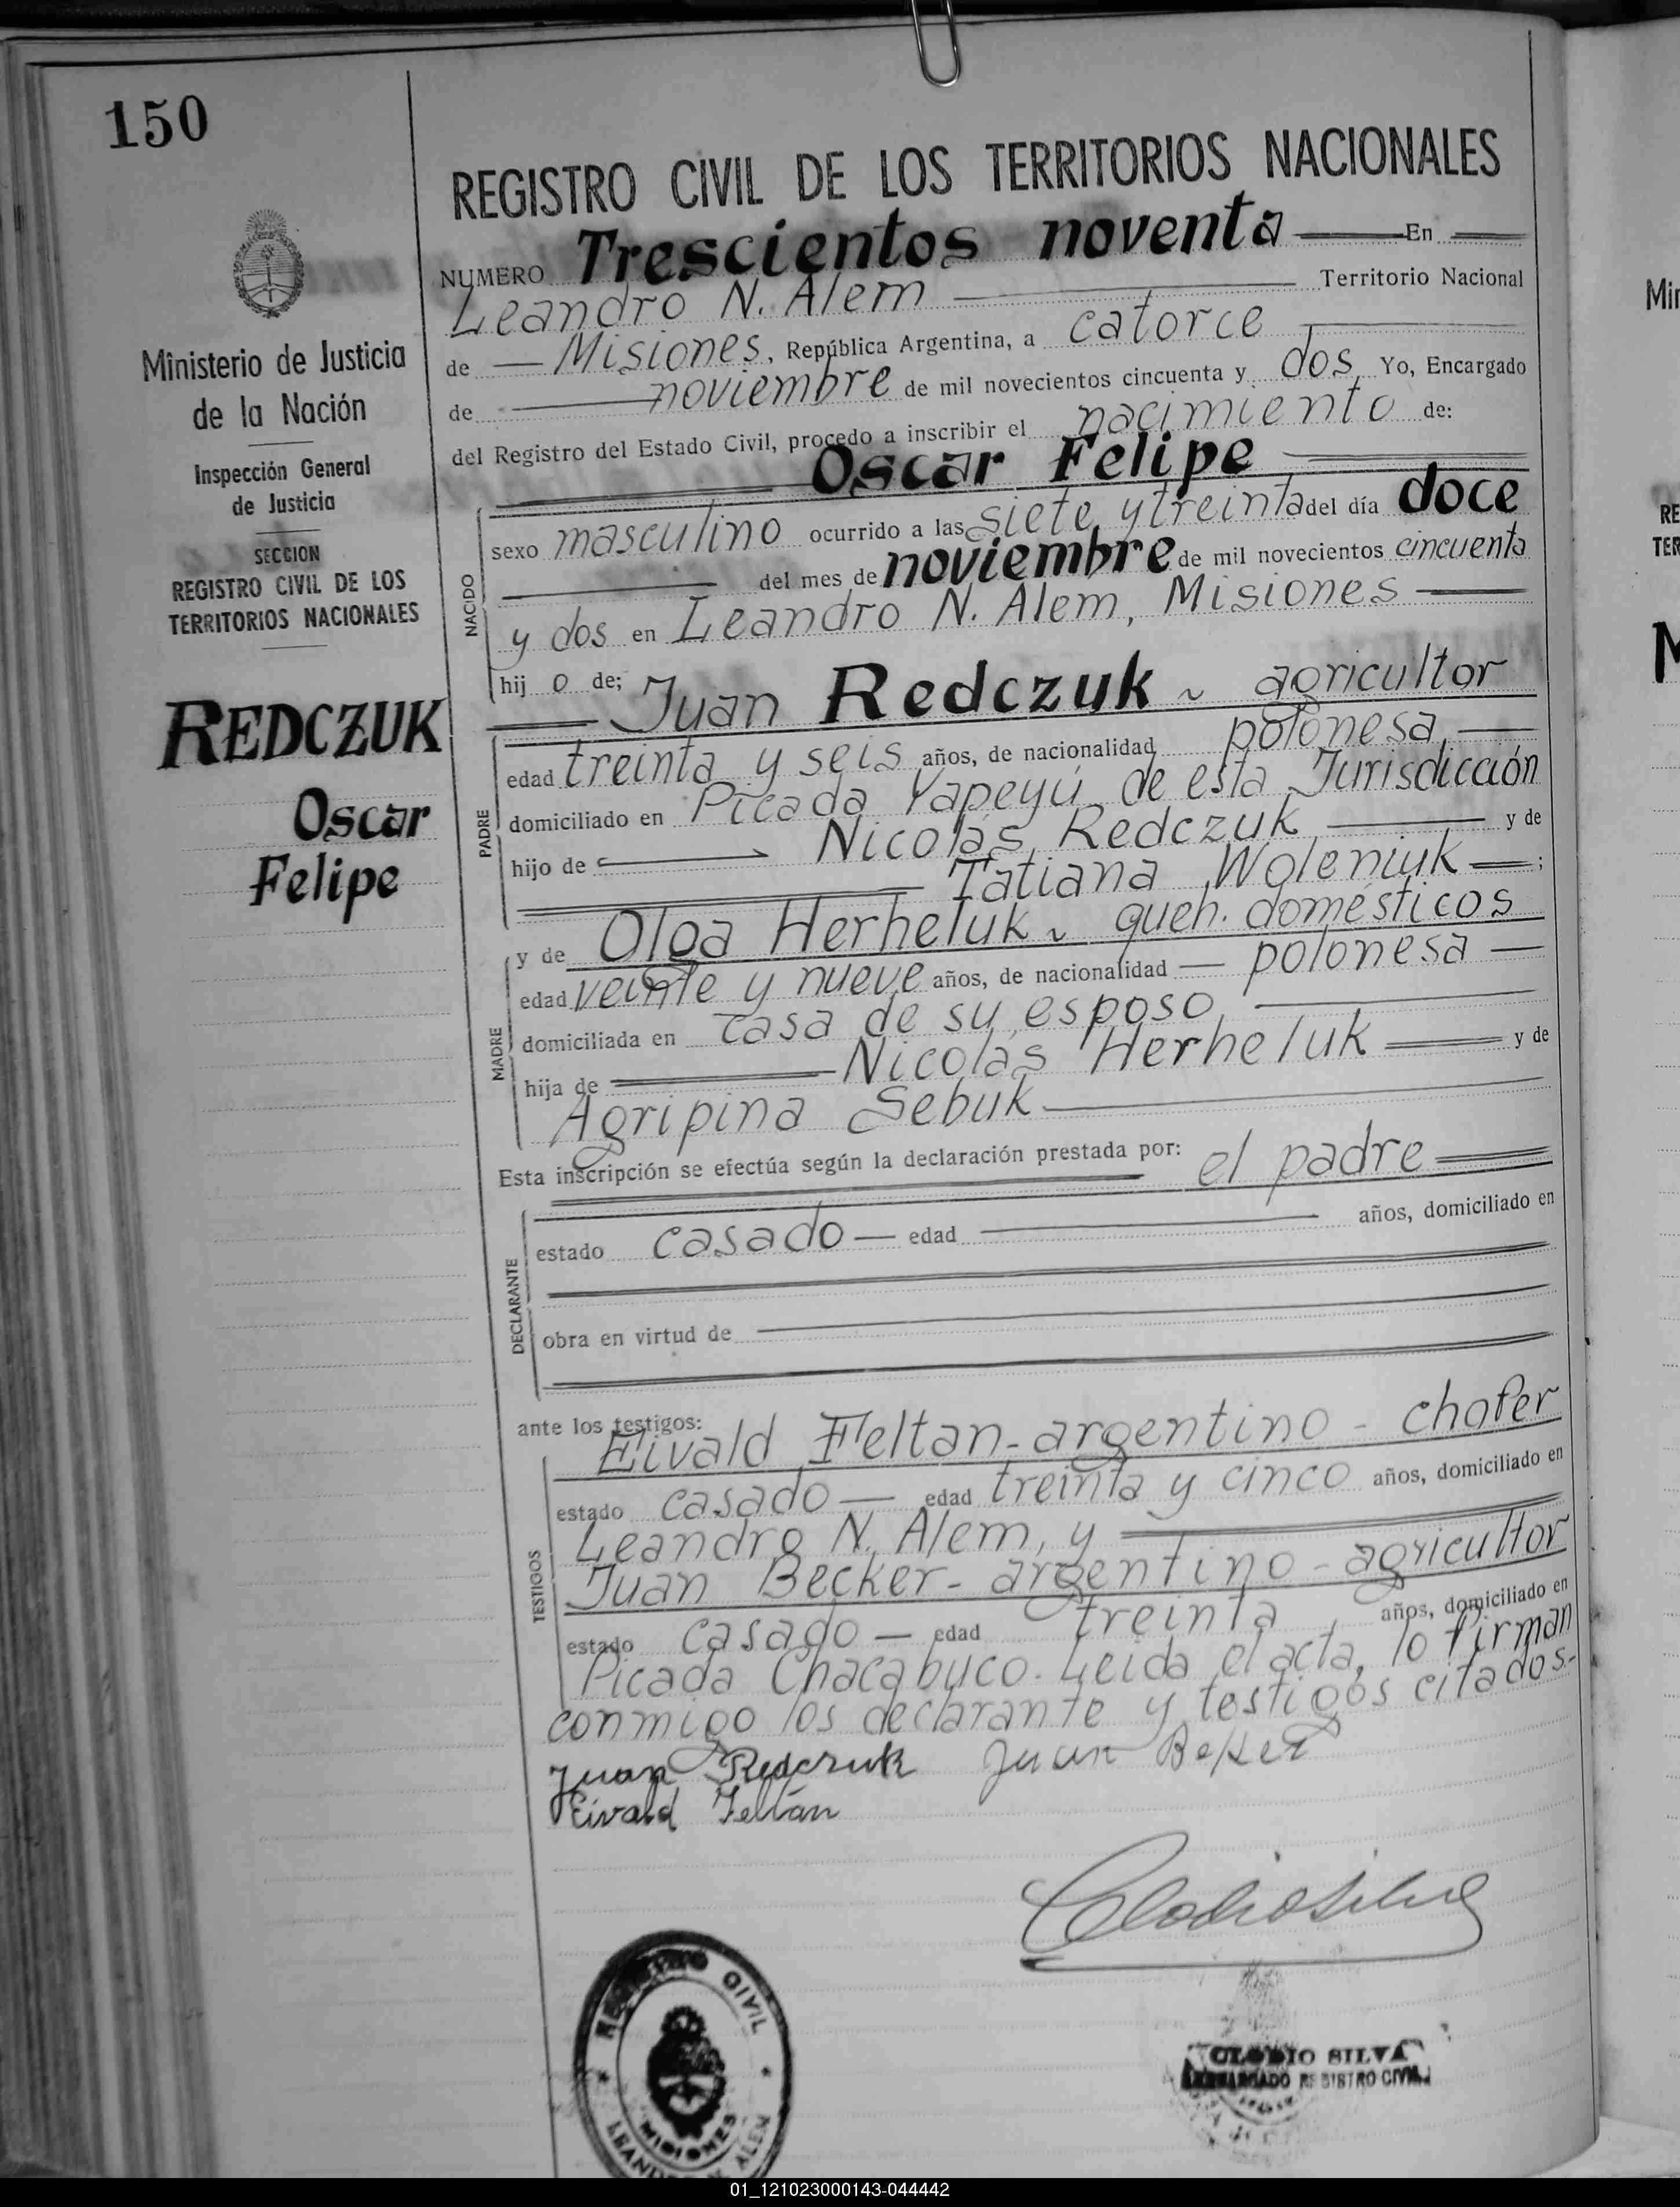 150
Ministerio de Justicia
de la Nación
Inspección General
de Justicia
SECCION
REGISTRO CIVIL DE LOS
TERRITORIOS NACIONALES
REDCZUK
Oscar
Felipe
REGISTRO CIVIL DE LOS TERRITORIOS NACIONALES
NUMERO Trescientos noventa En
Leandro N. Alem Territorio Nacional
de Misiones, República Argentina, a catorce
de noviembre de mil novecientos cincuenta y dos, Yo, Encargado
del Registro del Estado Civil, procedo a inscribir el nacimiento de:
Oscar Felipe
NACIDO
sexo masculino ocurrido a las siete y treinta del día doce
del mes de noviembre de mil novecientos cincuenta
y dos en Leandro N. Alem, Misiones
hij o de; Juan Redczuk ~ agricultor
PADRE
edad treinta y seis años, de nacionalidad polonesa,
domiciliado en Picada Yapeyú de esta Jurisdicción
hijo de Nicolás Redczuk y de
Tatiana Woleniuk ;
y de Olga Herheluk ~ queh. domésticos
MADRE
edad veinte y nueve años, de nacionalidad polonesa
domiciliada en casa de su esposo,
hija de Nicolás Herheluk y de
Agripina Sebuk
Esta inscripción se efectúa según la declaración prestada por: el padre
DECLARANTE
estado casado edad años, domiciliado en
obra en virtud de
ante los testigos:
TESTIGOS
Eivald Feltan - argentino - chofer
estado casado edad treinta y cinco años, domiciliado en
Leandro N. Alem, y
Juan Becker - argentino - agricultor
estado casado edad treinta, años, domiciliado en
Picada Chacabuco. Leida el acta, lo firman
conmigo los declarante y testigos citados.-
Juan Redczuk Juan Beker
Eivald Feltan
Clodio Silva
REGISTRO CIVIL
MISIONES
LEANDRO N. ALEM
CLODIO SILVA
ENCARGADO REGISTRO CIVIL
Min
RE
TER
01_121023000143-044442